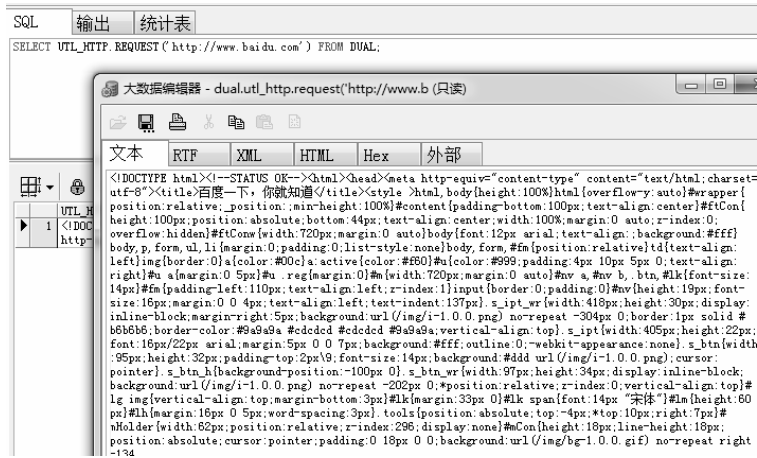 SQL 输出 统计表
SELECT UTL_HTTP.REQUEST('http://www.baidu.com') FROM DUAL;
大数据编辑器 - dual.utl_http.request('http://www.b (只读)
文本 RTF XML HTML Hex 外部
<!DOCTYPE html><!--STATUS OK--><html><head><meta http-equiv="content-type" content="text/html;charset=
utf-8"><title>百度一下，你就知道</title><style >html,body{height:100%}html{overflow-y:auto}#wrapper{
position:relative;_position:;min-height:100%}#content{padding-bottom:100px;text-align:center}#ftCon{
height:100px;position:absolute;bottom:44px;text-align:center;width:100%;margin:0 auto;z-index:0;
overflow:hidden}#ftConw{width:720px;margin:0 auto}body{font:12px arial;text-align:;background:#fff}
body,p,form,ul,li{margin:0;padding:0;list-style:none}body,form,#fm{position:relative}td{text-align:
left}img{border:0}a{color:#00c}a:active{color:#f60}#u{color:#999;padding:4px 10px 5px 0;text-align:
right}#u a{margin:0 5px}#u .reg{margin:0}#m{width:720px;margin:0 auto}#nv a,#nv b,.btn,#lk{font-size:
14px}#fm{padding-left:110px;text-align:left;z-index:1}input{border:0;padding:0}#nv{height:19px;font-
size:16px;margin:0 0 4px;text-align:left;text-indent:137px}.s_ipt_wr{width:418px;height:30px;display:
inline-block;margin-right:5px;background:url(/img/i-1.0.0.png) no-repeat -304px 0;border:1px solid #
b6b6b6;border-color:#9a9a9a #cdcdcd #cdcdcd #9a9a9a;vertical-align:top}.s_ipt{width:405px;height:22px;
font:16px/22px arial;margin:5px 0 0 7px;background:#fff;outline:0;-webkit-appearance:none}.s_btn{width
:95px;height:32px;padding-top:2px\9;font-size:14px;background:#ddd url(/img/i-1.0.0.png);cursor:
pointer}.s_btn_h{background-position:-100px 0}.s_btn_wr{width:97px;height:34px;display:inline-block;
background:url(/img/i-1.0.0.png) no-repeat -202px 0;*position:relative;z-index:0;vertical-align:top}#
lg img{vertical-align:top;margin-bottom:3px}#lk{margin:33px 0}#lk span{font:14px "宋体"}#lm{height:60
px}#lh{margin:16px 0 5px;word-spacing:3px}.tools{position:absolute;top:-4px;*top:10px;right:7px}#
mHolder{width:62px;position:relative;z-index:296;display:none}#mCon{height:18px;line-height:18px;
position:absolute;cursor:pointer;padding:0 18px 0 0;background:url(/img/bg-1.0.0.gif) no-repeat right
-134
UTL_H
1 <!DOC
http-